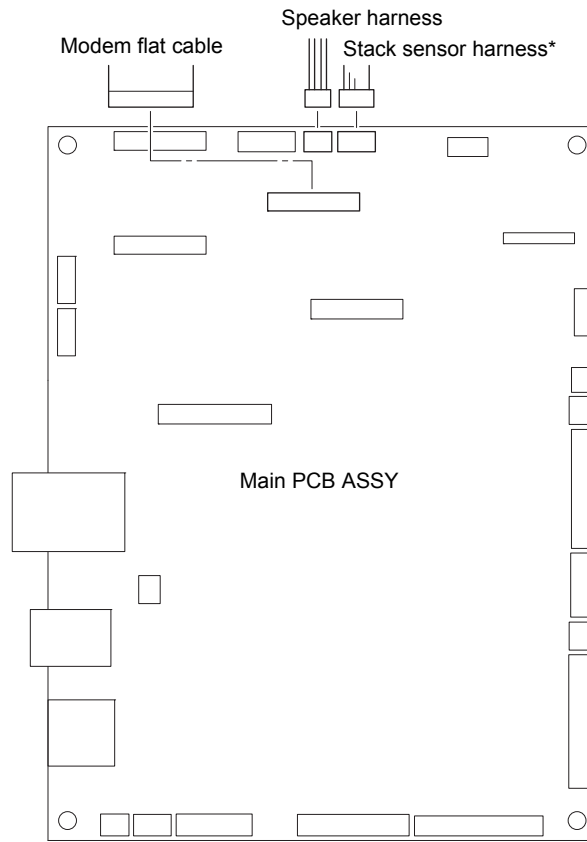 Speaker harness
Modem flat cable
Stack sensor harness*
Main PCB ASSY